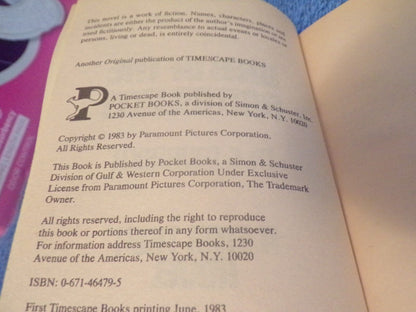 This novel is a work of fiction. Names, characters, places and
incidents are either the product of the author's imagination or are
used fictitiously. Any resemblance to actual events or locales or
persons, living or dead, is entirely coincidental.
Another Original publication of TIMESCAPE BOOKS
P
A Timescape Book published by
POCKET BOOKS, a division of Simon & Schuster, Inc.
1230 Avenue of the Americas, New York, N.Y. 10020
Copyright © 1983 by Paramount Pictures Corporation.
All Rights Reserved.
This Book is Published by Pocket Books, a Simon & Schuster
Division of Gulf & Western Corporation Under Exclusive
License from Paramount Pictures Corporation, The Trademark
Owner.
All rights reserved, including the right to reproduce
this book or portions thereof in any form whatsoever.
For information address Timescape Books, 1230
Avenue of the Americas, New York, N.Y. 10020
ISBN: 0-671-46479-5
First Timescape Books printing June, 1983